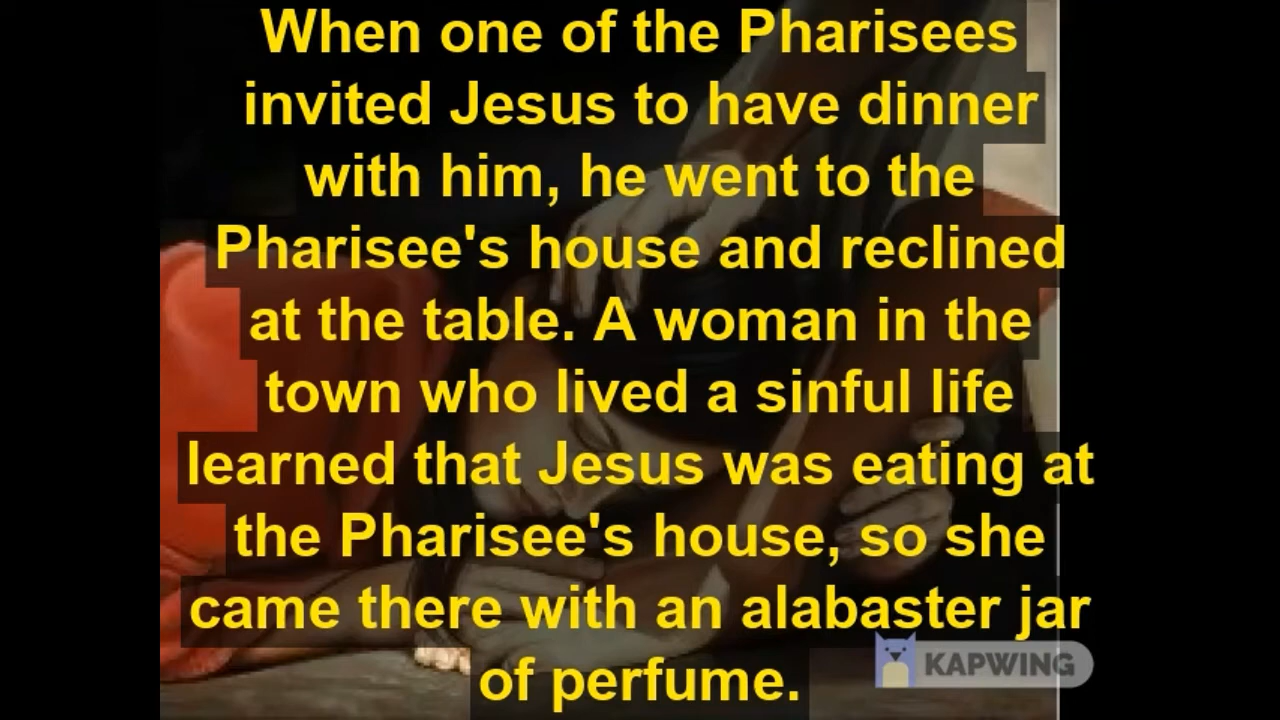 When one of the Pharisees
invited Jesus to have dinner
with him, he went to the
Pharisee's house and reclined
at the table. A woman in the
town who lived a sinful life
learned that Jesus was eating at
the Pharisee's house, so she
came there with an alabaster jar
of perfume.
KAPWING